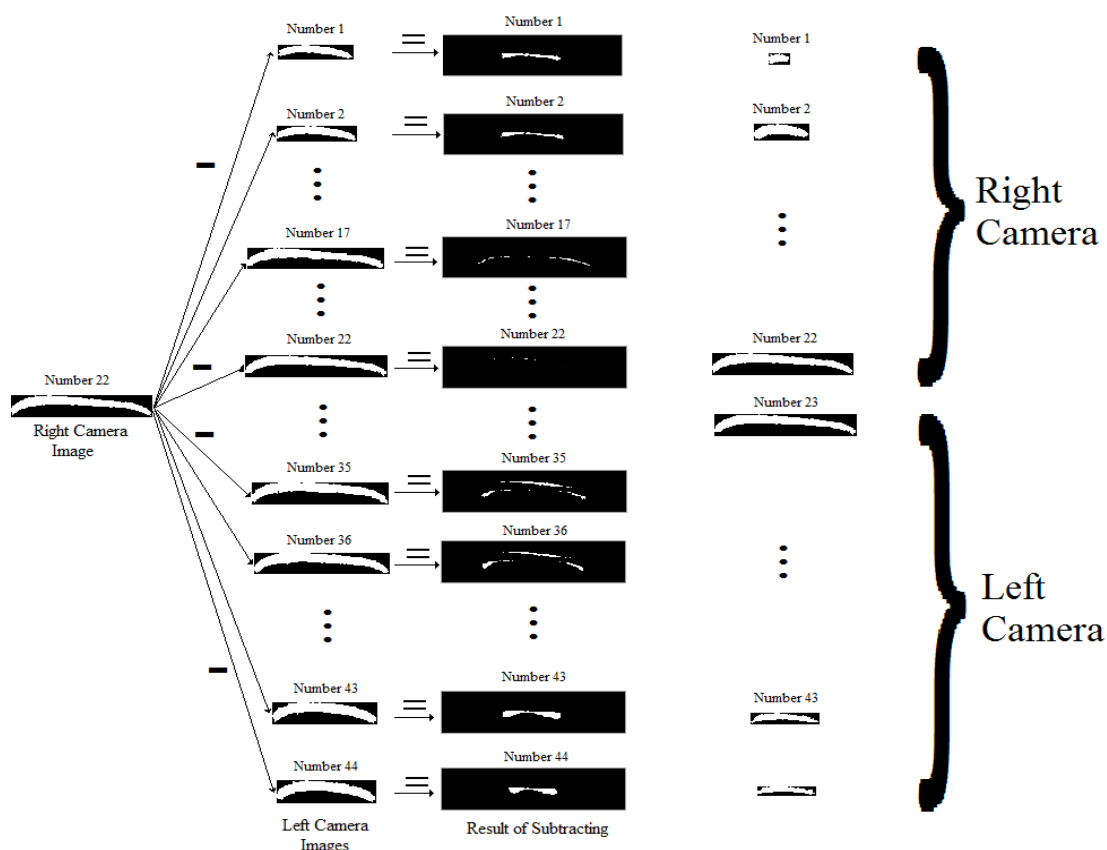 Number 22
Right Camera
Image
Number 1
Number 2
Number 17
Number 22
Number 35
Number 36
Number 43
Number 44
Left Camera
Images
Number 1
Number 2
Number 17
Number 22
Number 35
Number 36
Number 43
Number 44
Result of Subtracting
Number 1
Number 2
Number 22
Number 23
Number 43
Right
Camera
Left
Camera